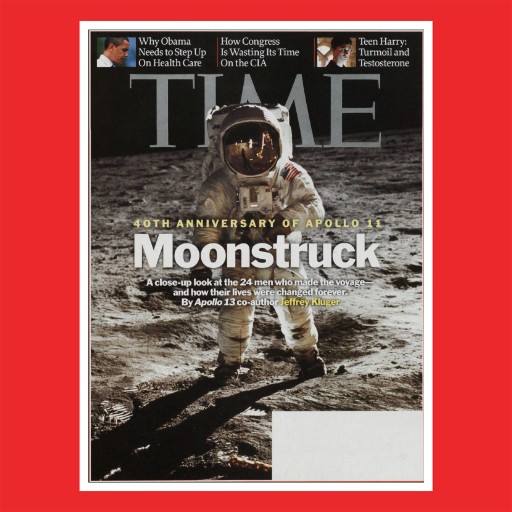 Why Obama
Needs to Step Up
On Health Care
How Congress
Is Wasting Its Time
On the CIA
Teen Harry:
Turmoil and
Testosterone
TIME
40TH ANNIVERSARY OF APOLLO 11
Moonstruck
A close-up look at the 24 men who made the voyage—
and how their lives were changed forever
By Apollo 13 co-author Jeffrey Kluger